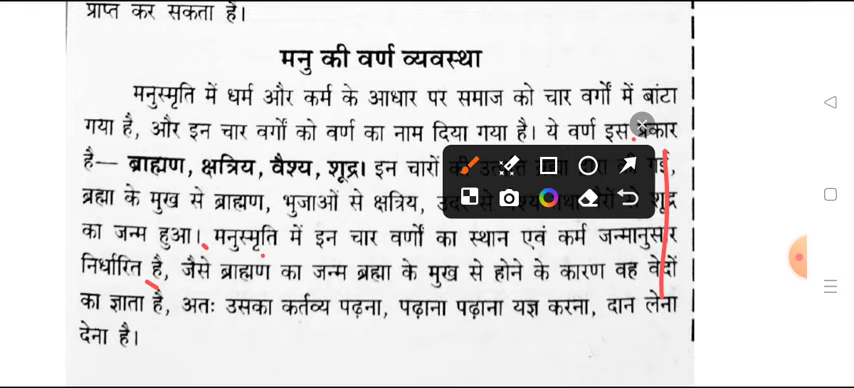 प्राप्त कर सकता है।
मनु की वर्ण व्यवस्था
मनुस्मृति में धर्म और कर्म के आधार पर समाज को चार वर्गों में बांटा
गया है, और इन चार वर्गों को वर्ण का नाम दिया गया है। ये वर्ण इस प्रकार
है— ब्राह्मण, क्षत्रिय, वैश्य, शूद्र। इन चारों की गई,
ब्रह्मा के मुख से ब्राह्मण, भुजाओं से क्षत्रिय, शूद्र
का जन्म हुआ। मनुस्मृति में इन चार वर्णों का स्थान एवं कर्म जन्मानुसार
निर्धारित है, जैसे ब्राह्मण का जन्म ब्रह्मा के मुख से होने के कारण वह वेदों
का ज्ञाता है, अतः उसका कर्तव्य पढ़ना, पढ़ाना पढ़ाना यज्ञ करना, दान लेना
देना है।